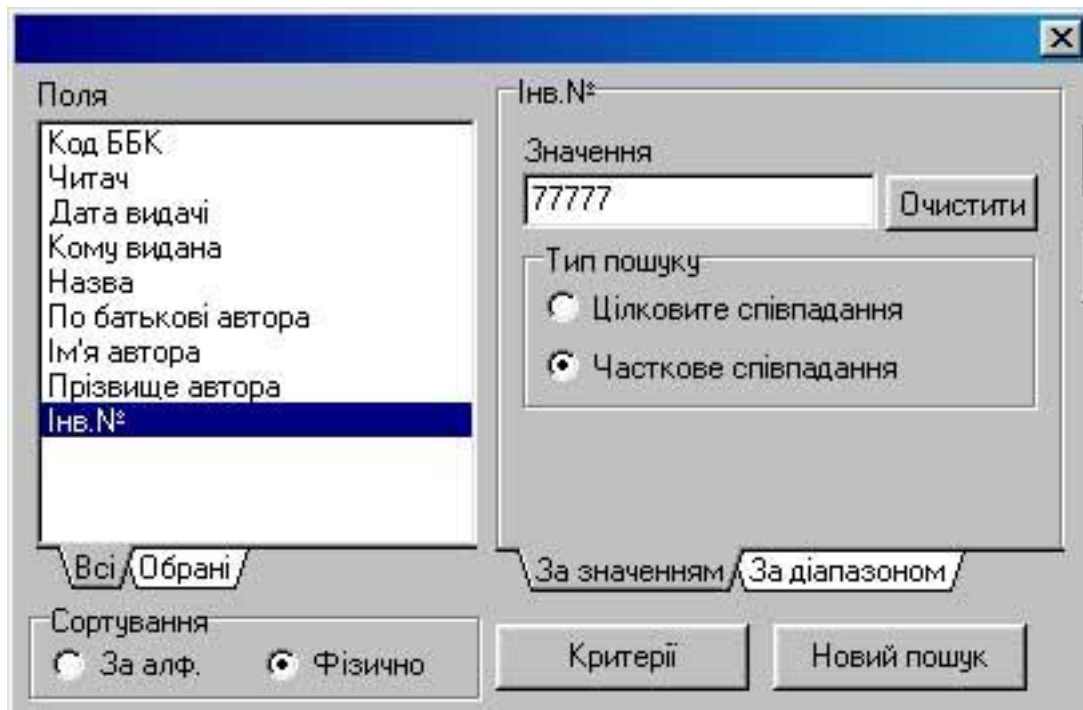 Поля
Код ББК
Читач
Дата видачі
Кому видана
Назва
По батькові автора
Ім'я автора
Прізвище автора
Інв.№
Всі
Обрані
Сортування
За алф.
Фізично
Інв.№
Значення
77777
Очистити
Тип пошуку
Цілковите співпадання
Часткове співпадання
За значенням
За діапазоном
Критерії
Новий пошук